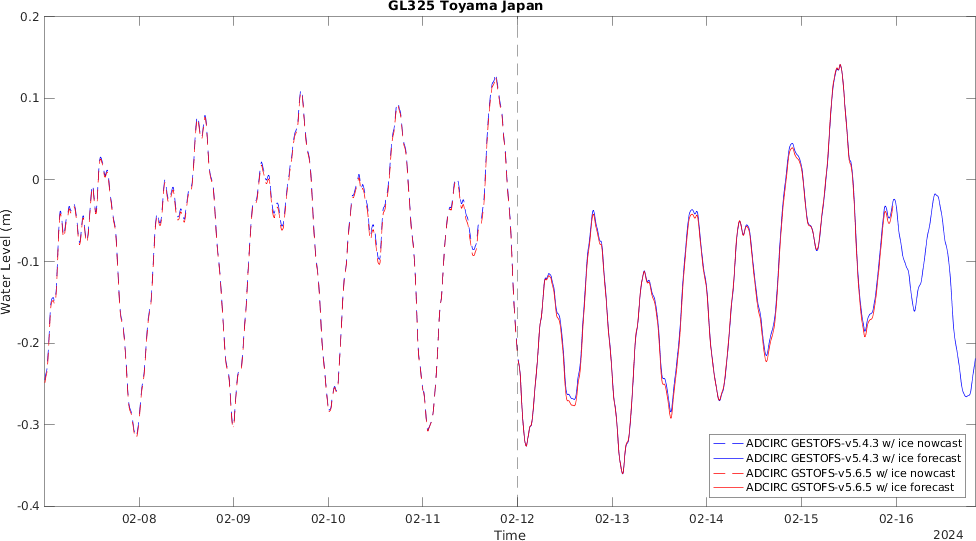 GL325 Toyama Japan
0.2
0.1
0
-0.1
-0.2
-0.3
-0.4
Water Level (m)
ADCIRC GESTOFS-v5.4.3 w/ ice nowcast
ADCIRC GESTOFS-v5.4.3 w/ ice forecast
ADCIRC GSTOFS-v5.6.5 w/ ice nowcast
ADCIRC GSTOFS-v5.6.5 w/ ice forecast
02-08 02-09 02-10 02-11 02-12 02-13 02-14 02-15 02-16
Time
2024